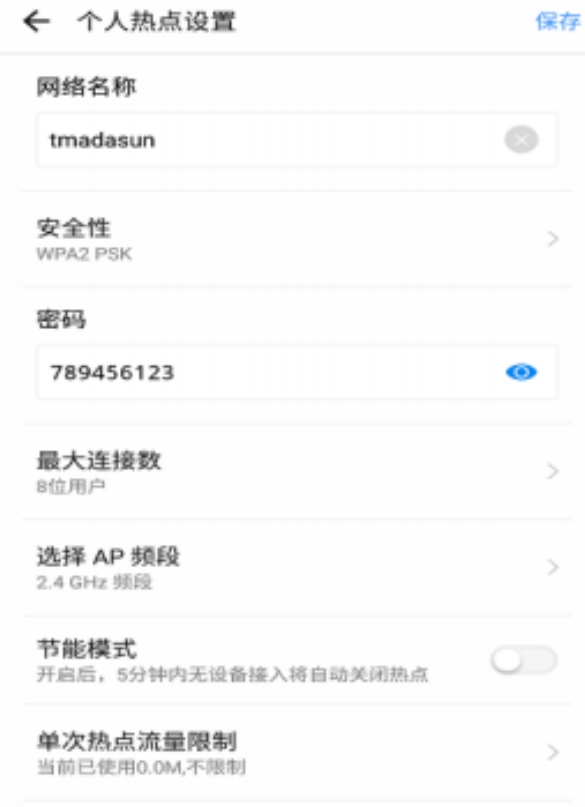 个人热点设置 保存
网络名称
tmadasun
安全性
WPA2 PSK
密码
789456123
最大连接数
8位用户
选择 AP 频段
2.4 GHz 频段
节能模式
开启后，5分钟内无设备接入将自动关闭热点
单次热点流量限制
当前已使用0.0M,不限制